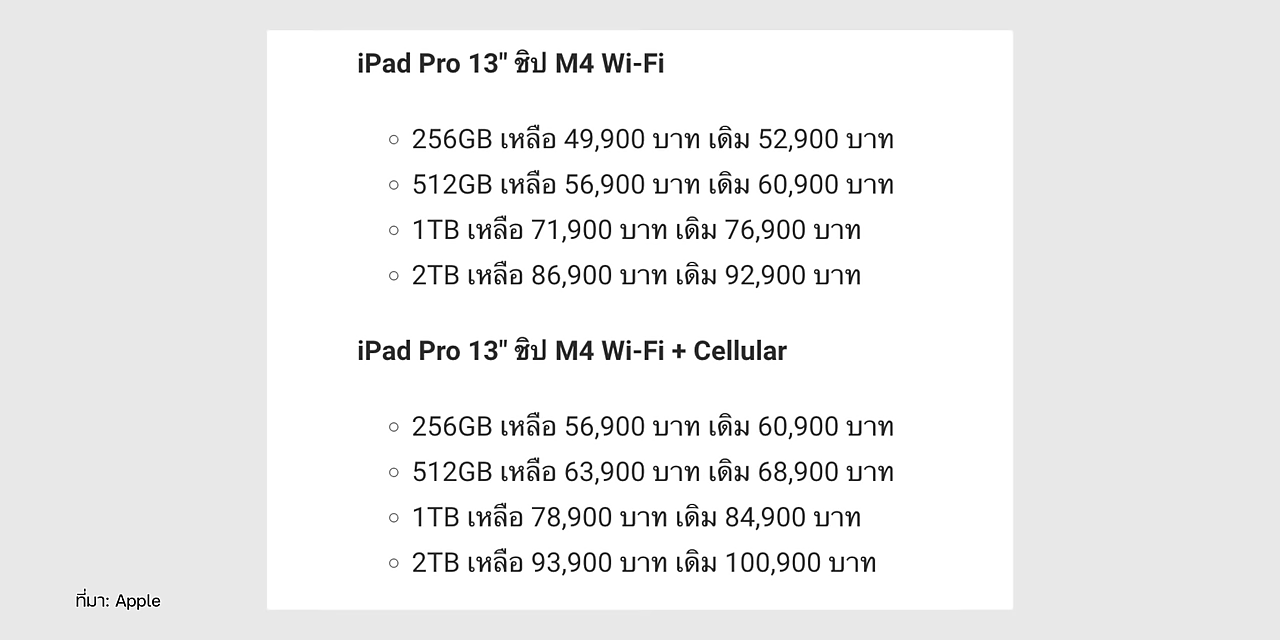 iPad Pro 13" ชิป M4 Wi-Fi
256GB เหลือ 49,900 บาท เดิม 52,900 บาท
512GB เหลือ 56,900 บาท เดิม 60,900 บาท
1TB เหลือ 71,900 บาท เดิม 76,900 บาท
2TB เหลือ 86,900 บาท เดิม 92,900 บาท
iPad Pro 13" ชิป M4 Wi-Fi + Cellular
256GB เหลือ 56,900 บาท เดิม 60,900 บาท
512GB เหลือ 63,900 บาท เดิม 68,900 บาท
1TB เหลือ 78,900 บาท เดิม 84,900 บาท
2TB เหลือ 93,900 บาท เดิม 100,900 บาท
ที่มา: Apple